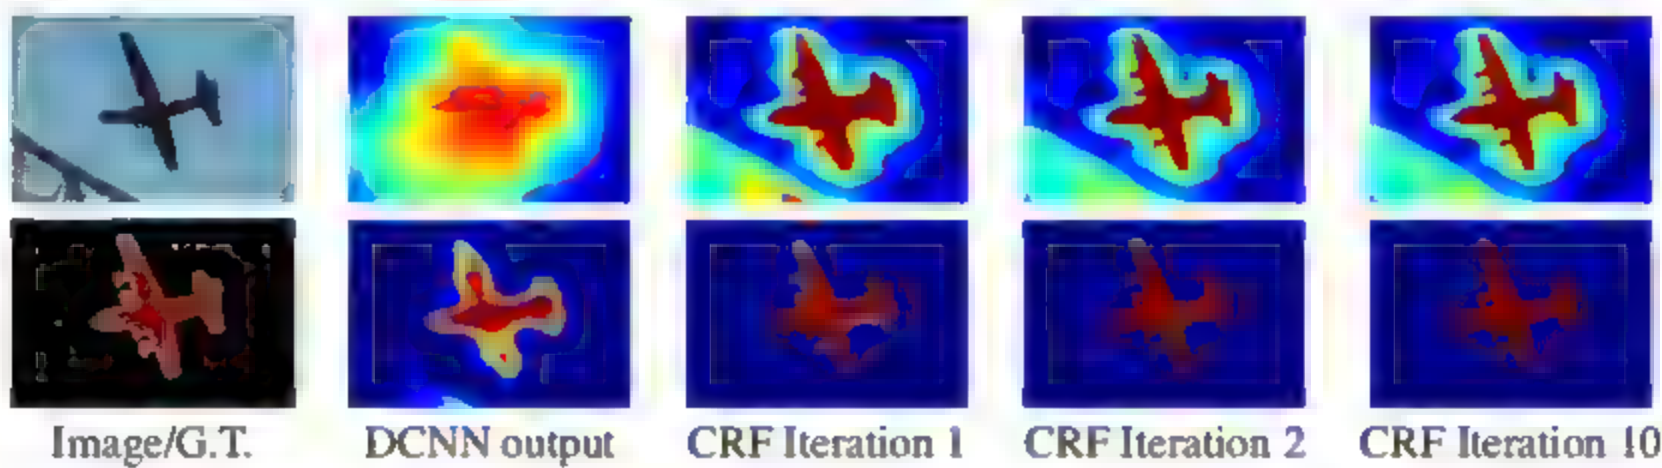 Image/G.T.
DCNN output
CRF Iteration 1
CRF Iteration 2
CRF Iteration 10